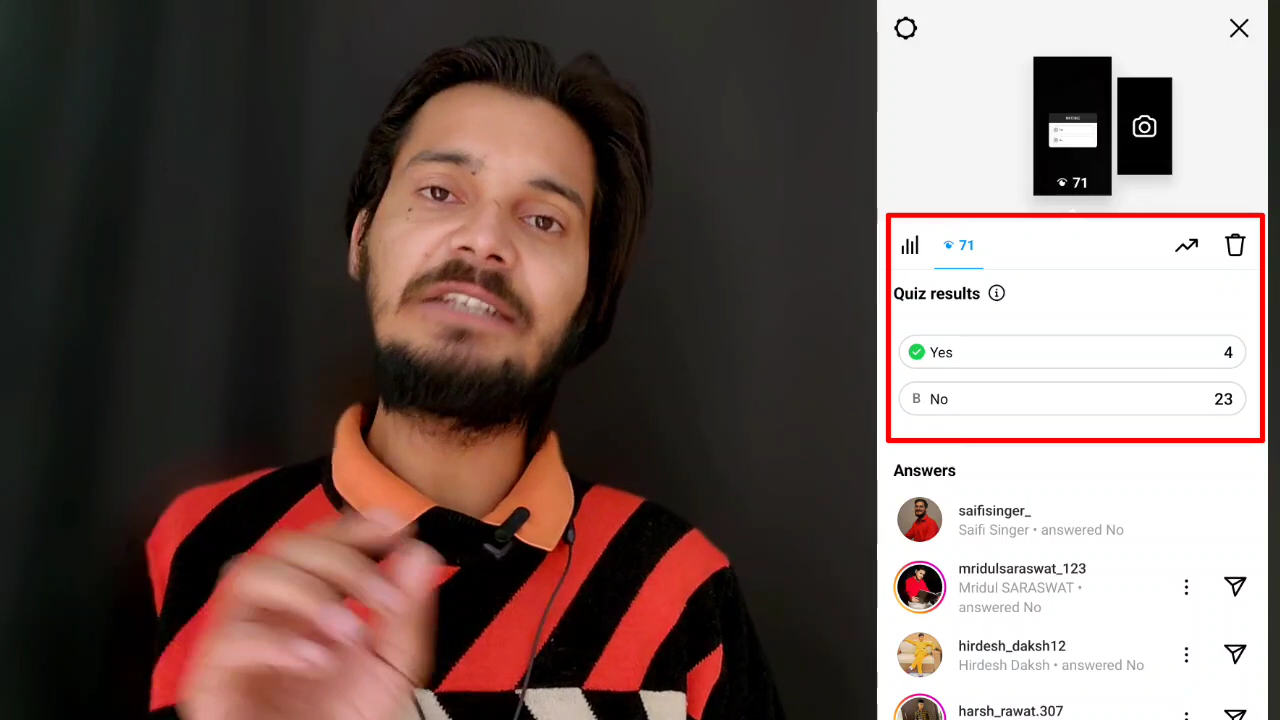 71
71
Quiz results
Yes 4
B No 23
Answers
saifisinger_
Saifi Singer • answered No
mridulsaraswat_123
Mridul SARASWAT •
answered No
hirdesh_daksh12
Hirdesh Daksh • answered No
harsh_rawat.307